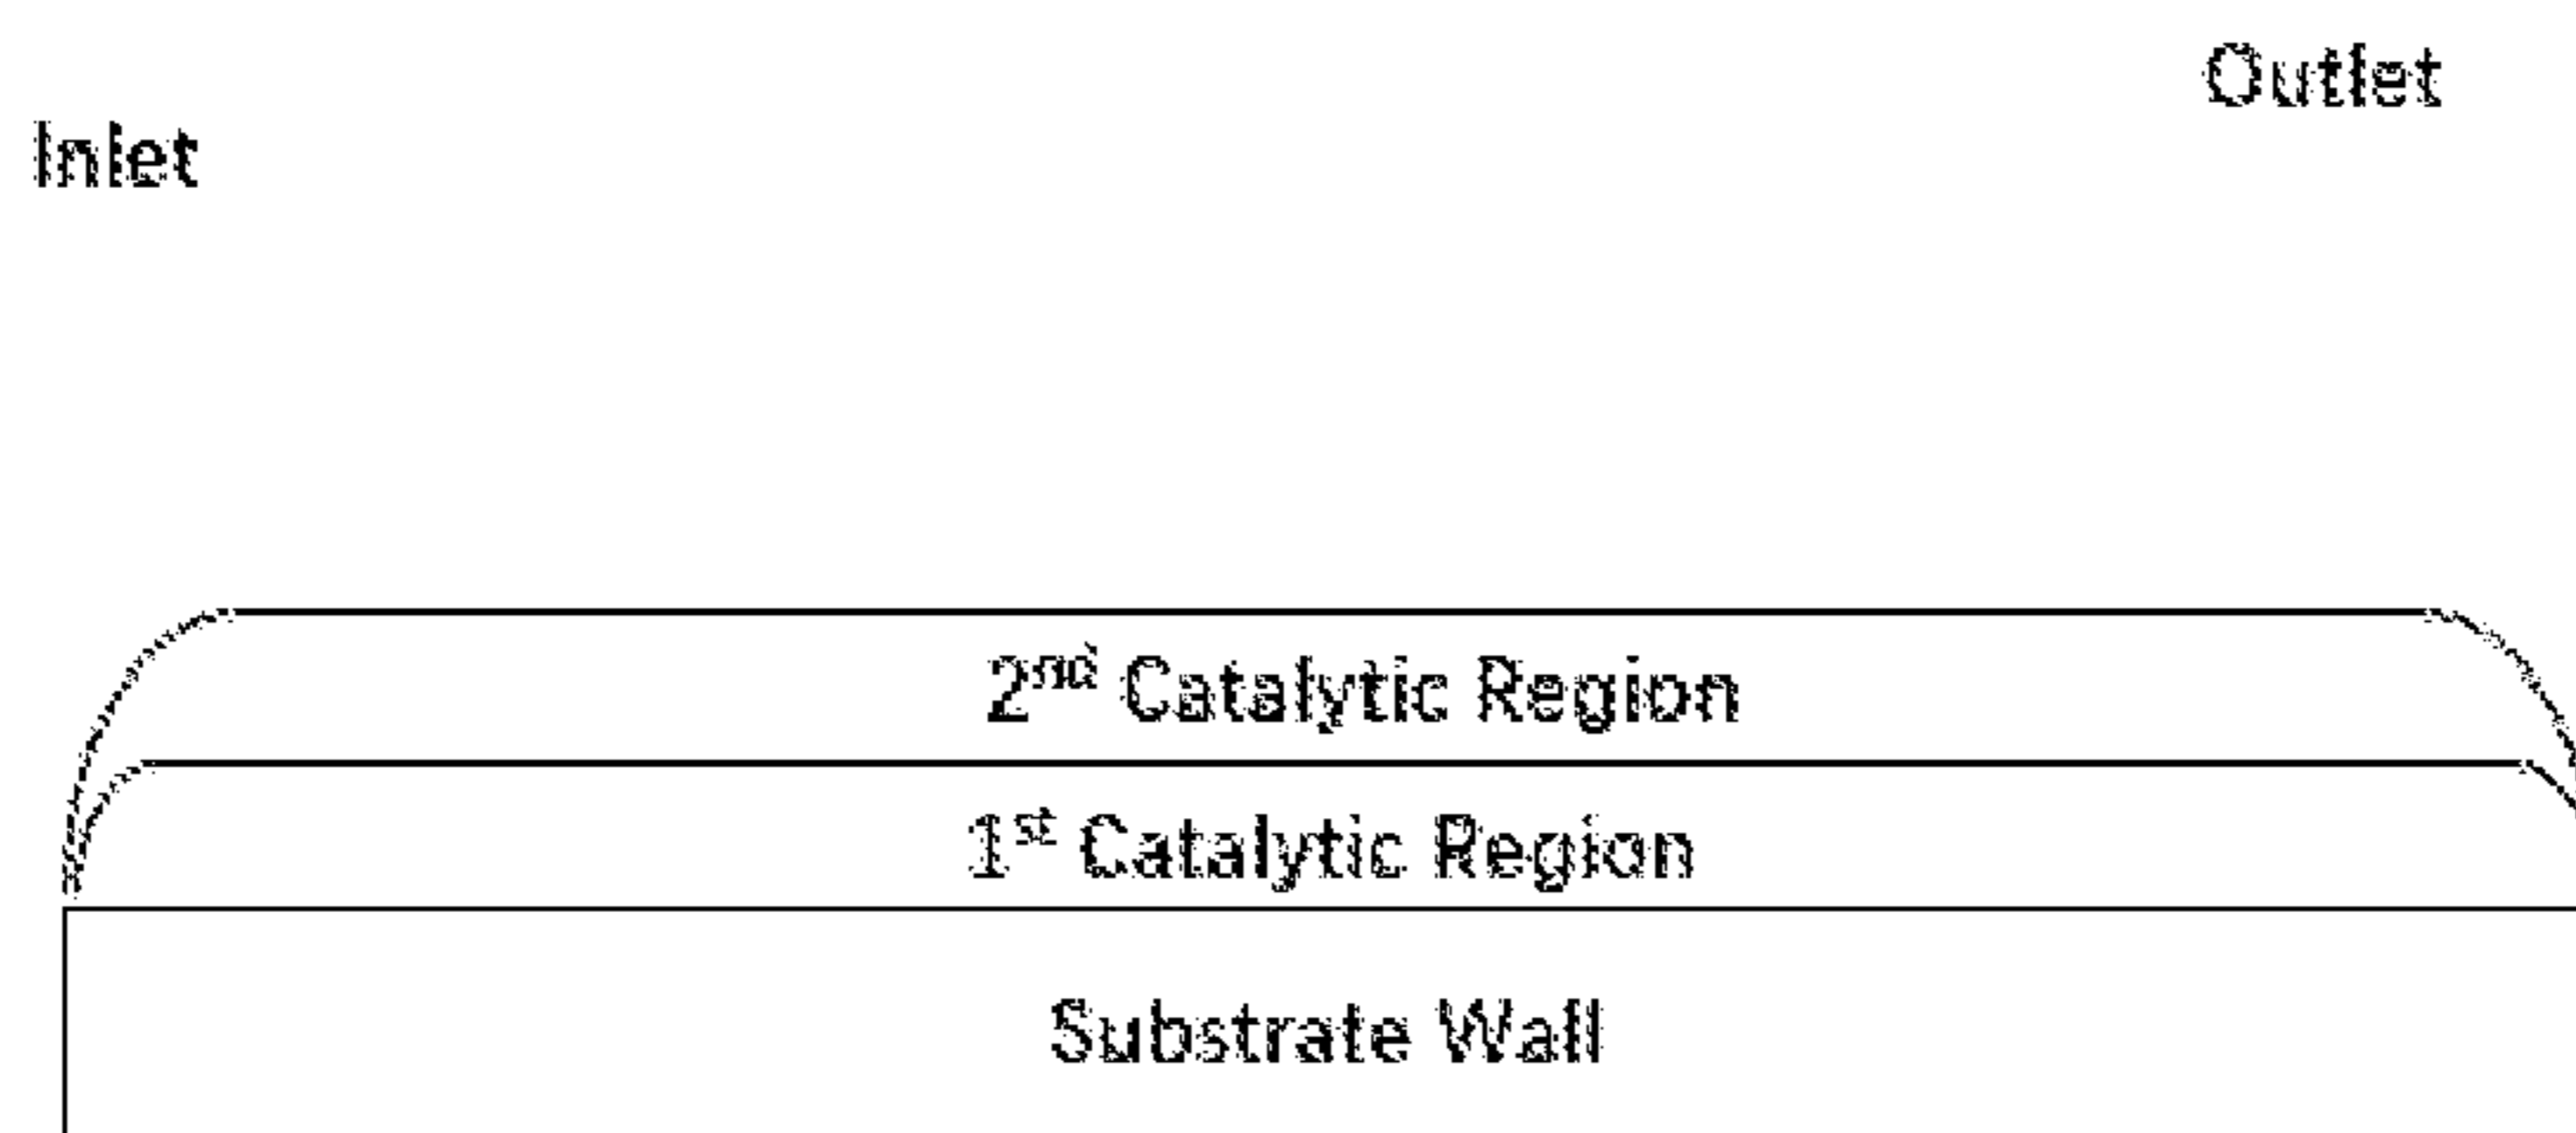 Outlet
Inlet
2nd Catalytic Region
1st Catalytic Region
Substrate Wall